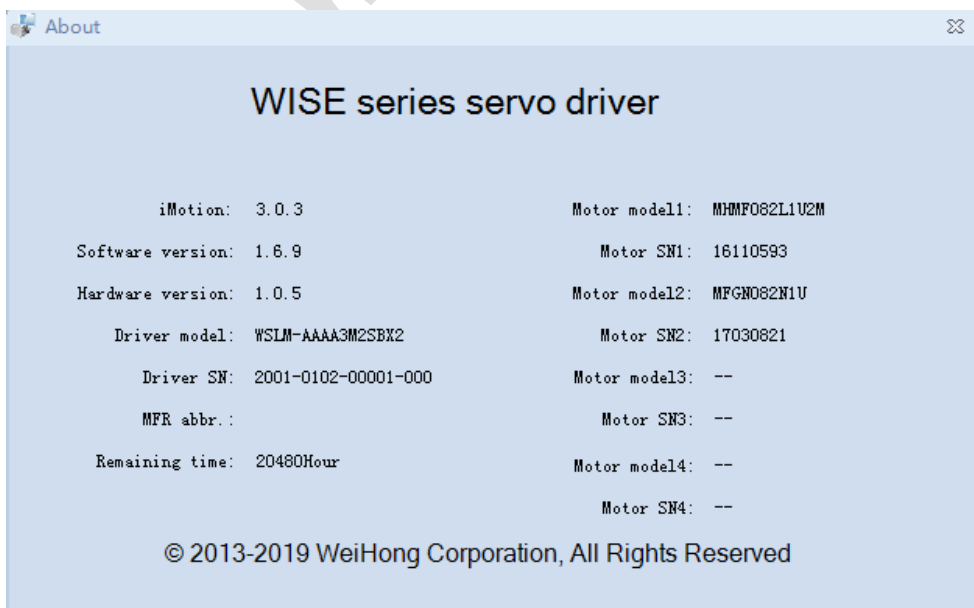 About
WISE series servo driver
iMotion: 3.0.3
Software version: 1.6.9
Hardware version: 1.0.5
Driver model: WSLM-AAAA3M2SBX2
Driver SN: 2001-0102-00001-000
MFR abbr.:
Remaining time: 20480Hour
Motor model1: MHMF082L1U2M
Motor SN1: 16110593
Motor model2: MFGN082N1U
Motor SN2: 17030821
Motor model3: --
Motor SN3: --
Motor model4: --
Motor SN4: --
© 2013-2019 WeiHong Corporation, All Rights Reserved